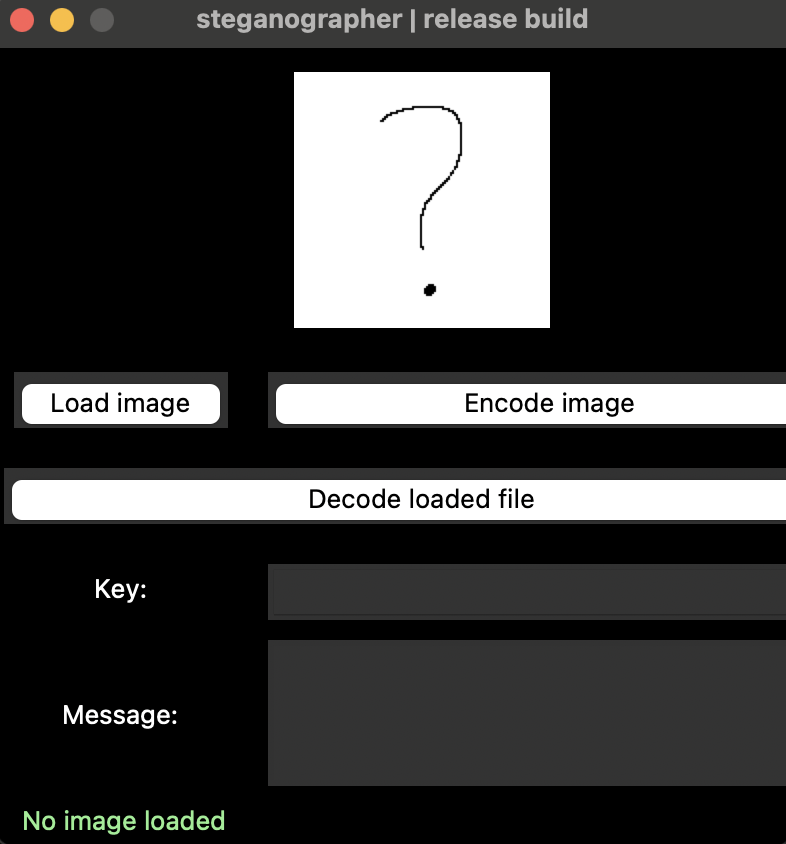 steganographer | release build
?
Load image
Encode image
Decode loaded file
Key:
Message:
No image loaded